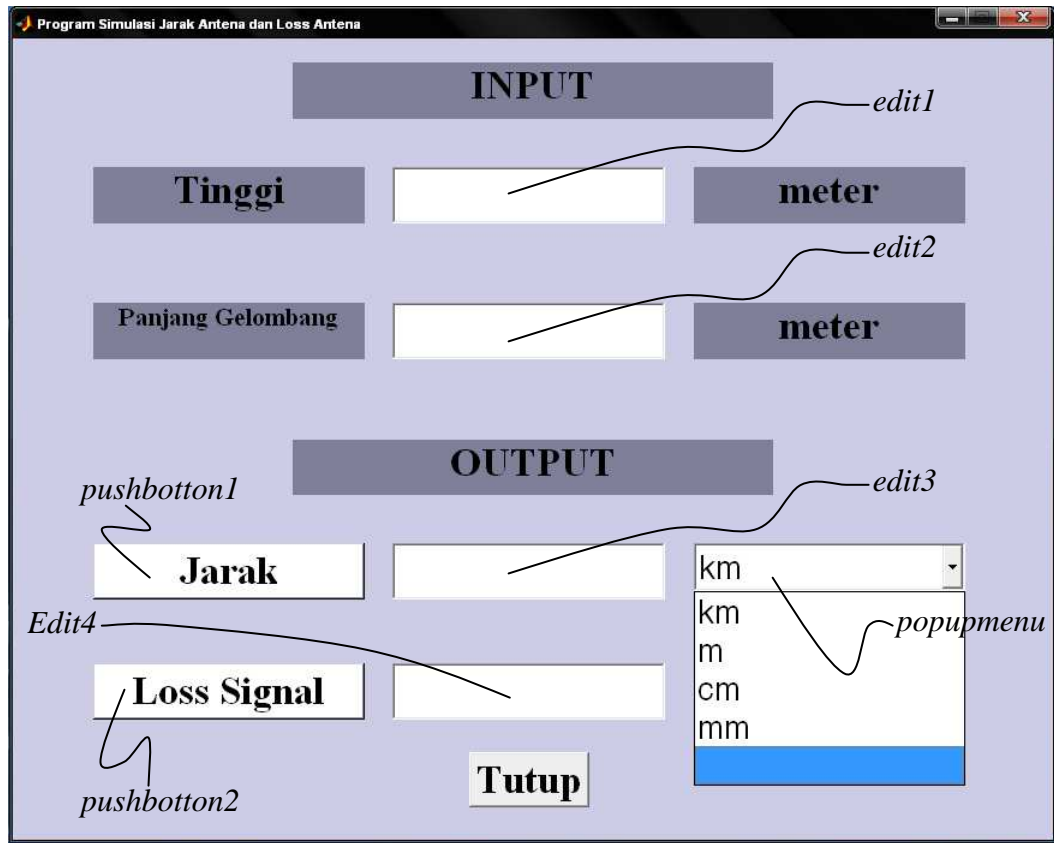 Program Simulasi Jarak Antena dan Loss Antena
INPUT
edit1
Tinggi
meter
edit2
Panjang Gelombang
meter
OUTPUT
pushbotton1
edit3
Jarak
km
km
m
cm
mm
Edit4
popupmenu
Loss Signal
Tutup
pushbotton2